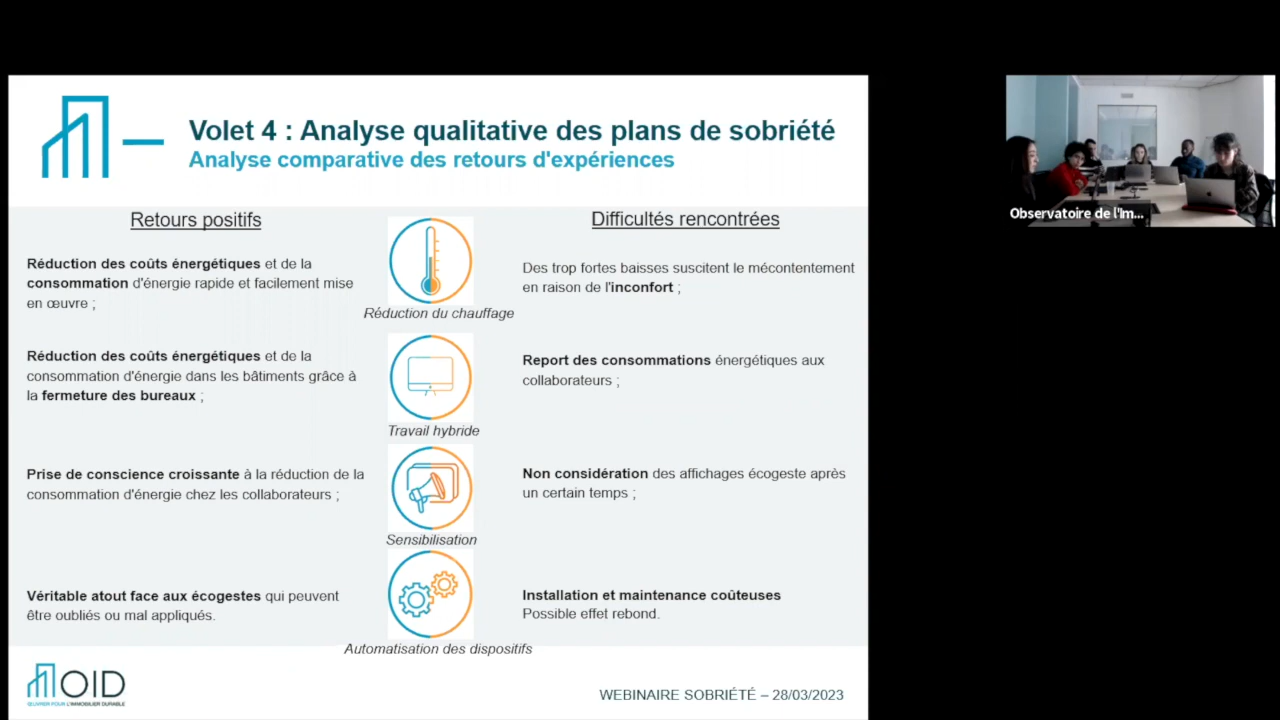 Volet 4 : Analyse qualitative des plans de sobriété
Analyse comparative des retours d'expériences
Retours positifs
Difficultés rencontrées
Réduction des coûts énergétiques et de la
consommation d'énergie rapide et facilement mise
en œuvre ;
Des trop fortes baisses suscitent le mécontentement
en raison de l'inconfort ;
Réduction du chauffage
Réduction des coûts énergétiques et de la
consommation d'énergie dans les bâtiments grâce à
la fermeture des bureaux ;
Report des consommations énergétiques aux
collaborateurs ;
Travail hybride
Prise de conscience croissante à la réduction de la
consommation d'énergie chez les collaborateurs ;
Non considération des affichages écogeste après
un certain temps ;
Sensibilisation
Véritable atout face aux écogestes qui peuvent
être oubliés ou mal appliqués.
Installation et maintenance coûteuses
Possible effet rebond.
Automatisation des dispositifs
OID
ŒUVRER POUR L'IMMOBILIER DURABLE
WEBINAIRE SOBRIÉTÉ – 28/03/2023
Observatoire de l'Im...